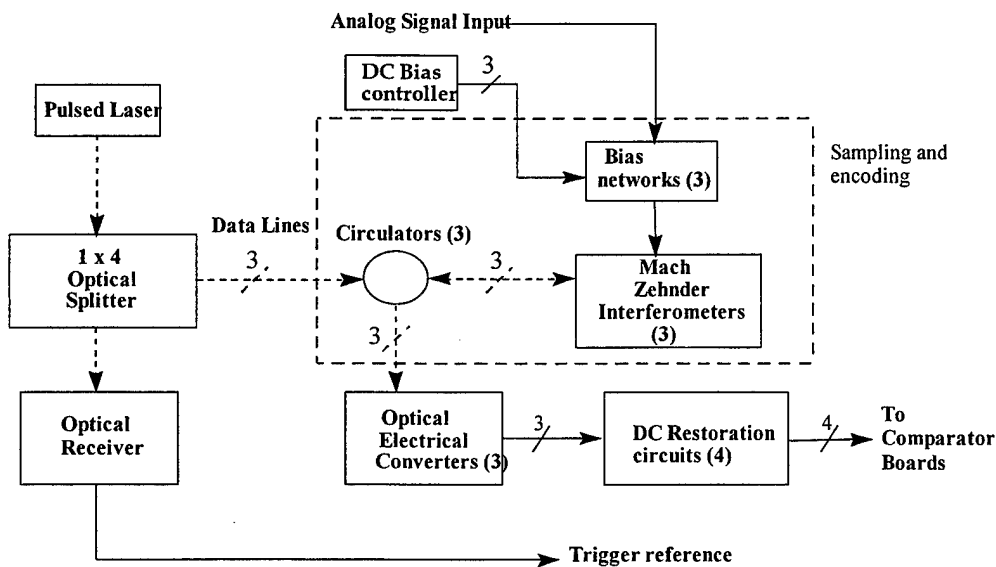 Analog Signal Input
DC Bias
controller
3
Pulsed Laser
Bias
networks (3)
Sampling and
encoding
Data Lines
Circulators (3)
1 x 4
Optical
Splitter
3
3
Mach
Zehnder
Interferometers
(3)
3
Optical
Receiver
Optical
Electrical
Converters (3)
3
DC Restoration
circuits (4)
4
To
Comparator
Boards
Trigger reference